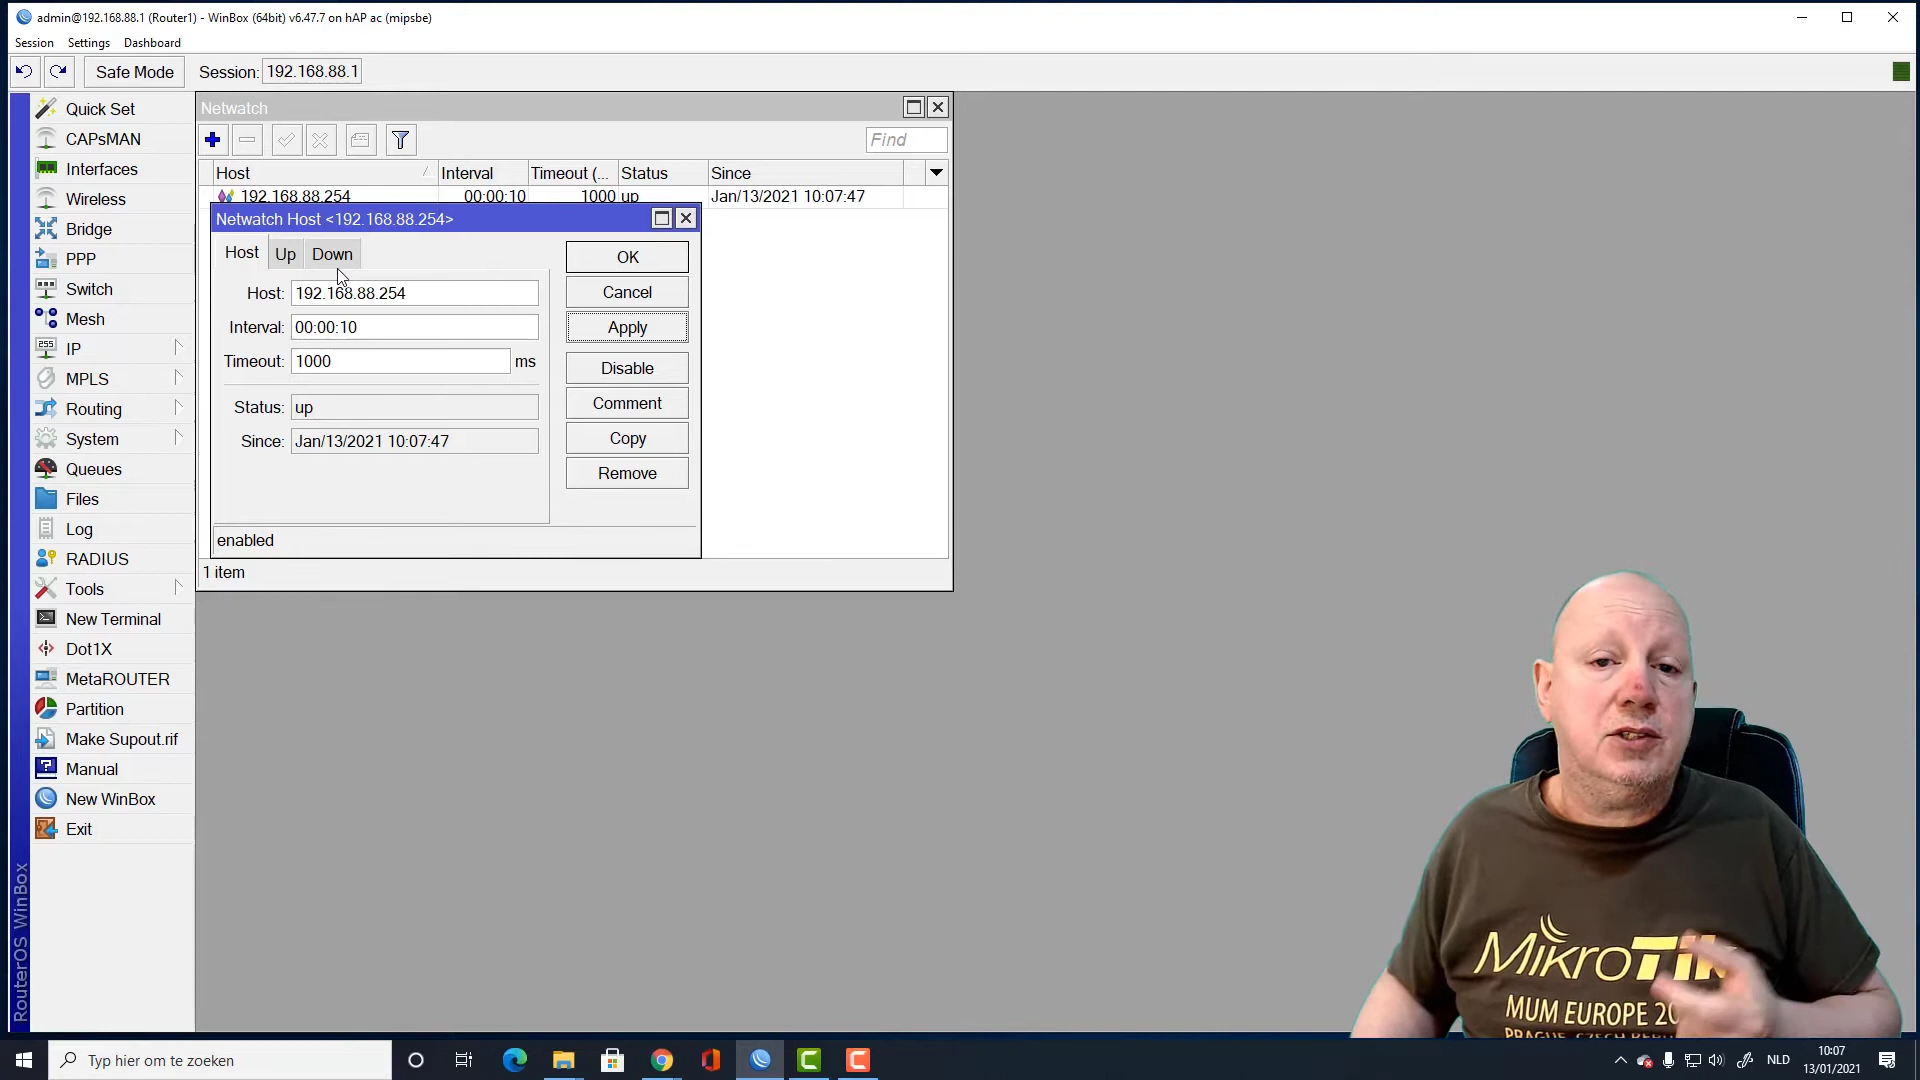 admin@192.168.88.1 (Router1) - WinBox (64bit) v6.47.7 on hAP ac (mipsbe)
Session Settings Dashboard
Safe Mode Session: 192.168.88.1
Quick Set
CAPsMAN
Interfaces
Wireless
Bridge
PPP
Switch
Mesh
IP
MPLS
Routing
System
Queues
Files
Log
RADIUS
Tools
New Terminal
Dot1X
MetaROUTER
Partition
Make Supout.rif
Manual
New WinBox
Exit
RouterOS WinBox
Netwatch
Find
Host Interval Timeout (... Status Since
192.168.88.254 00:00:10 1000 up Jan/13/2021 10:07:47
Netwatch Host <192.168.88.254>
Host Up Down
Host: 192.168.88.254
Interval: 00:00:10
Timeout: 1000 ms
Status: up
Since: Jan/13/2021 10:07:47
OK
Cancel
Apply
Disable
Comment
Copy
Remove
enabled
1 item
MikroTik
MUM EUROPE
Typ hier om te zoeken
NLD
10:07
13/01/2021